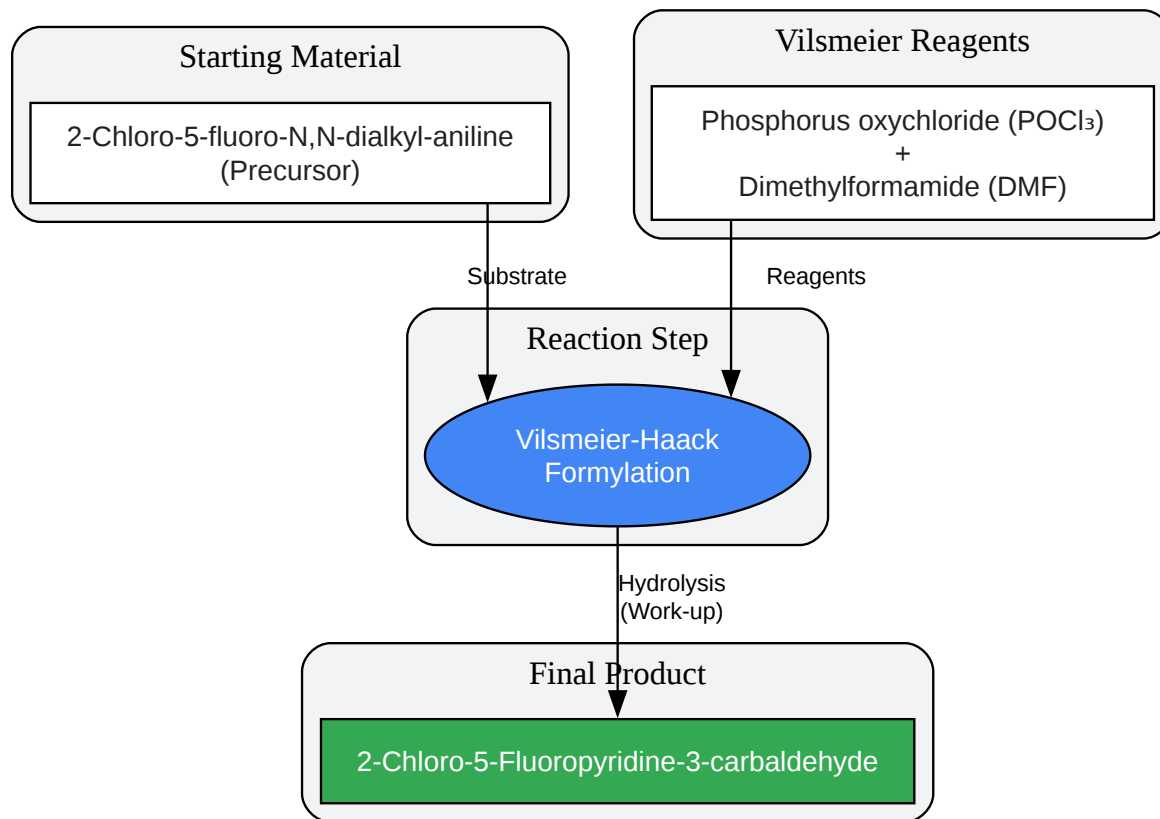 Starting Material
2-Chloro-5-fluoro-N,N-dialkyl-aniline
(Precursor)
Vilsmeier Reagents
Phosphorus oxychloride (POCl₃)
+
Dimethylformamide (DMF)
Substrate
Reagents
Reaction Step
Vilsmeier-Haack
Formylation
Hydrolysis
(Work-up)
Final Product
2-Chloro-5-Fluoropyridine-3-carbaldehyde